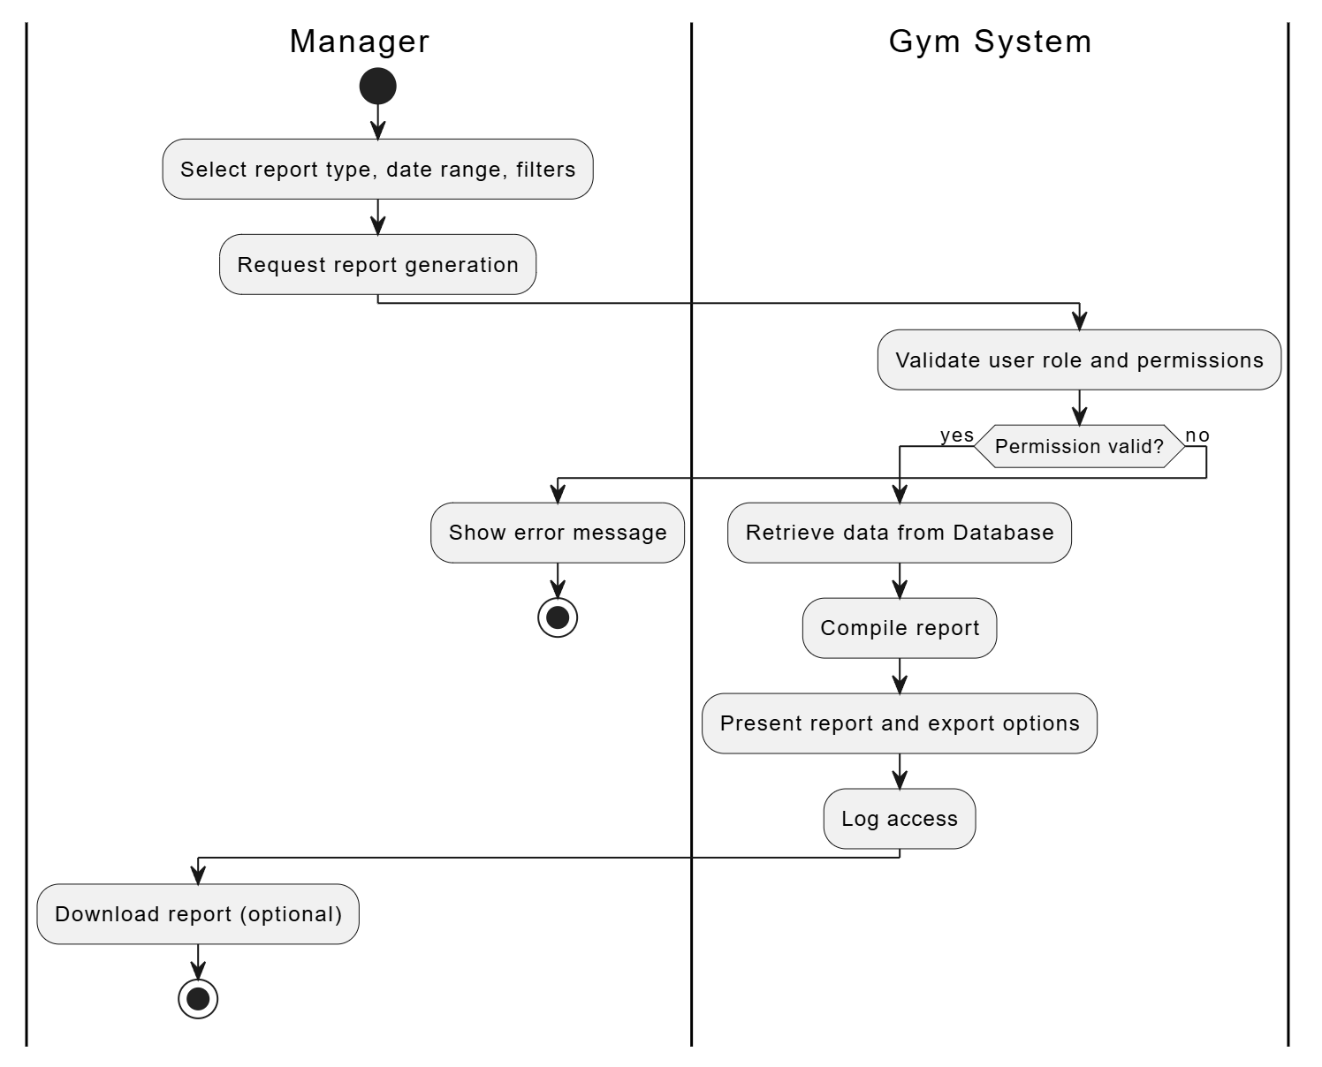 Manager
Gym System
Select report type, date range, filters
Request report generation
Validate user role and permissions
yes
Permission valid?
no
Show error message
Retrieve data from Database
Compile report
Present report and export options
Log access
Download report (optional)